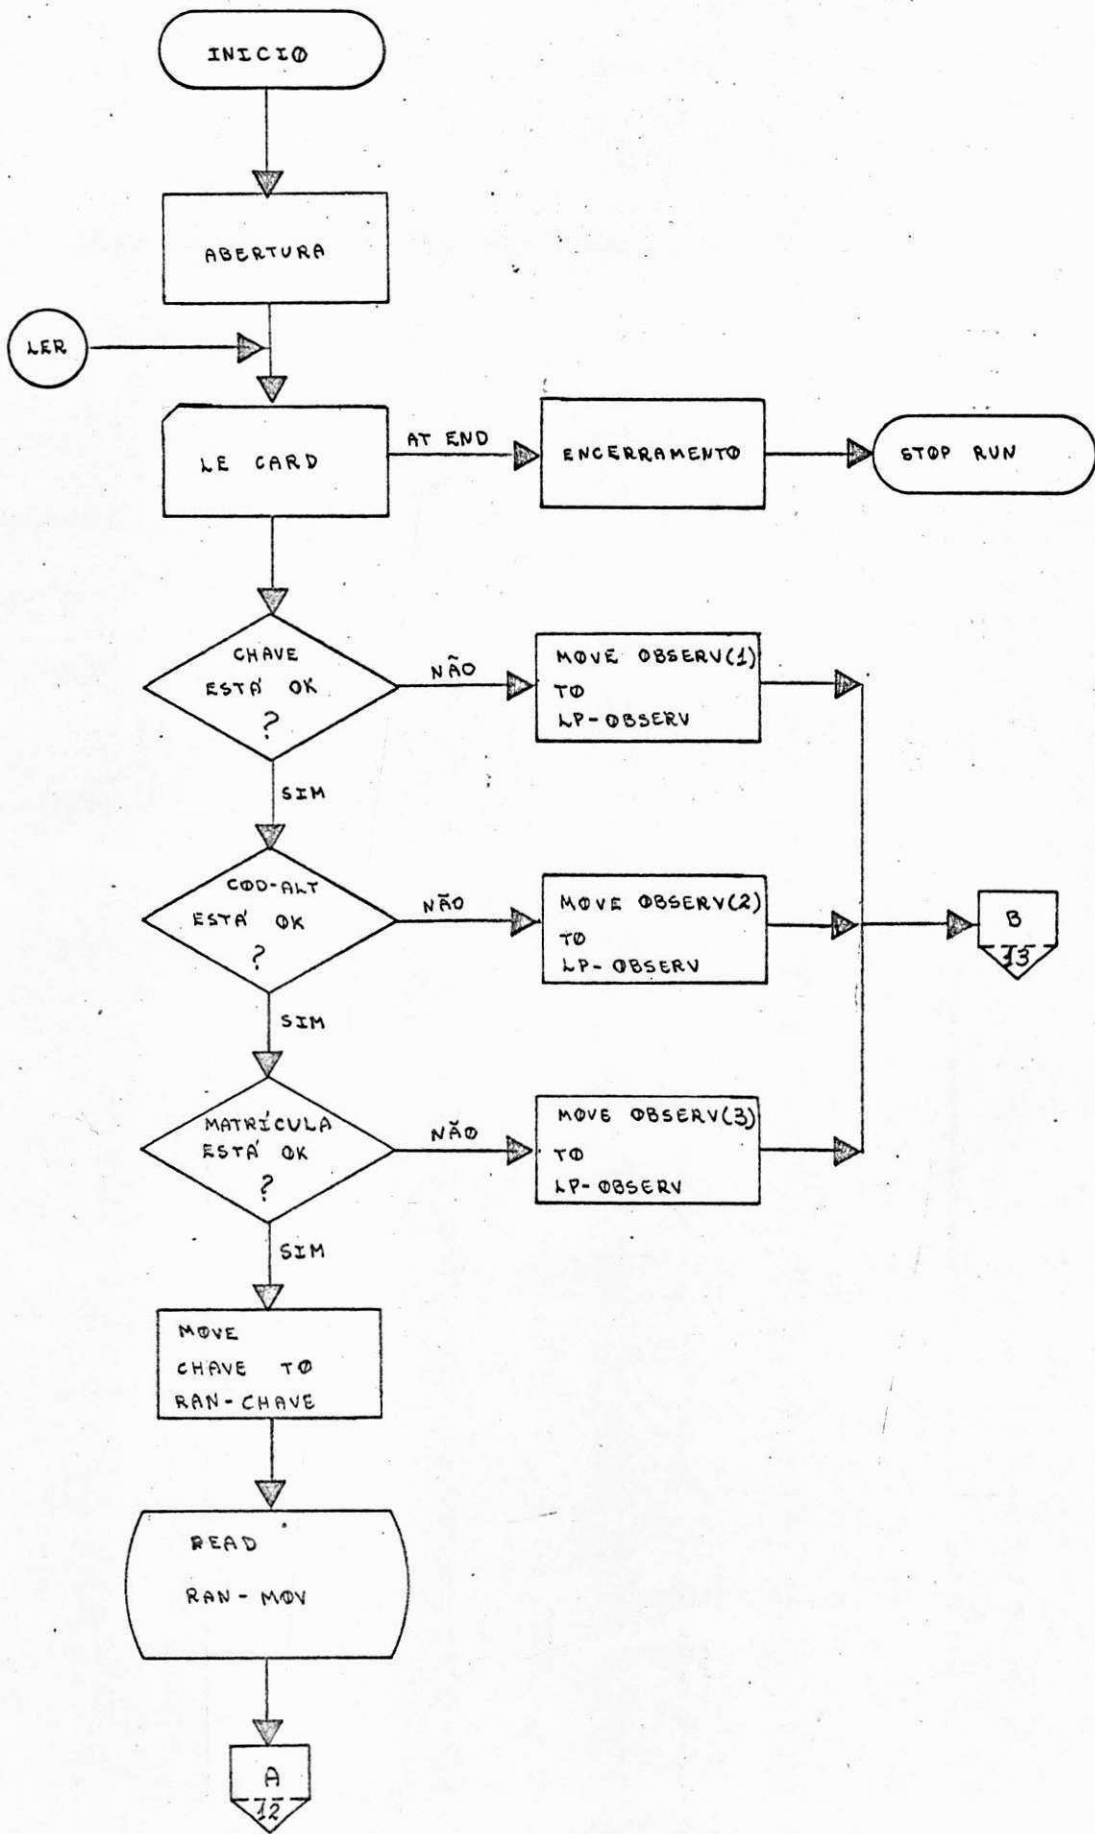 INICIO
ABERTURA
LER
LE CARD
AT END
ENCERRAMENTO
STOP RUN
CHAVE
ESTÁ OK
?
NÃO
MOVE OBSERV(1)
TO
LP-OBSERV
SIM
COD-ALT
ESTÁ OK
?
NÃO
MOVE OBSERV(2)
TO
LP-OBSERV
B
13
SIM
MATRÍCULA
ESTÁ OK
?
NÃO
MOVE OBSERV(3)
TO
LP-OBSERV
SIM
MOVE
CHAVE TO
RAN-CHAVE
READ
RAN-MOV
A
12